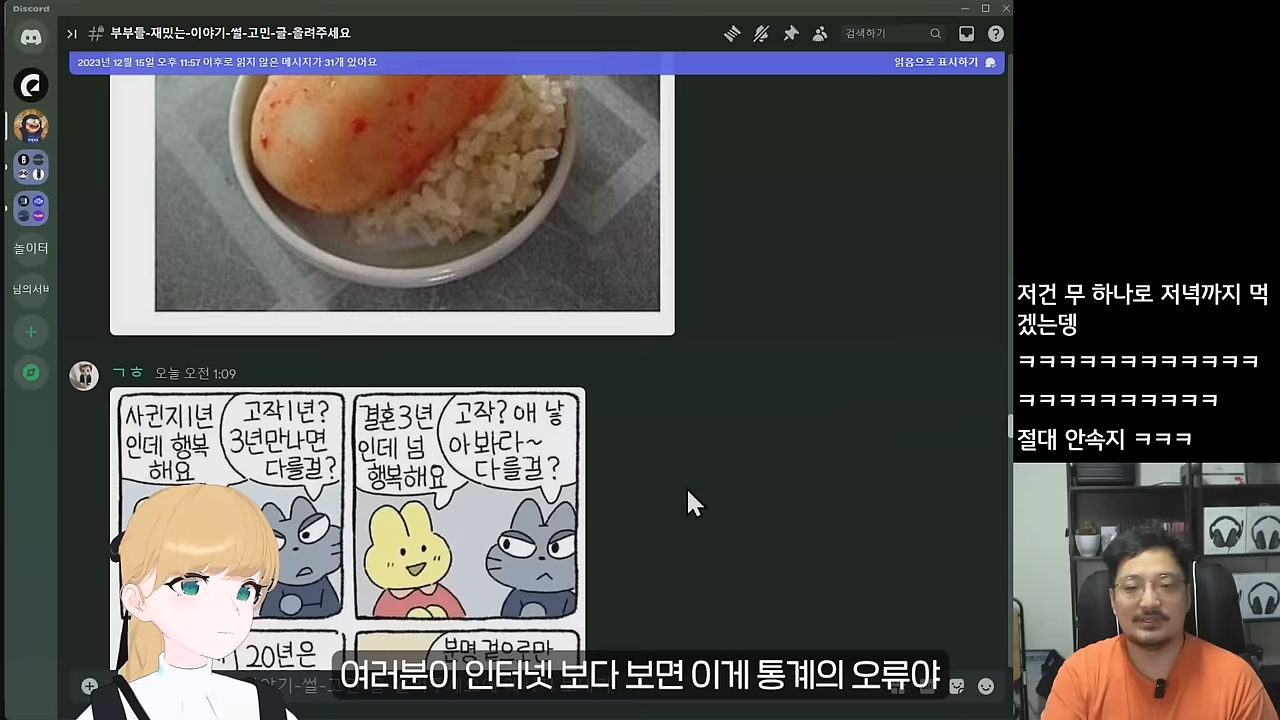 Discord
부부들-재밌는-이야기-썰-고민-글-올려주세요
검색하기
2023년 12월 15일 오후 11:57 이후로 읽지 않은 메시지가 31개 있어요
읽음으로 표시하기
놀이터
님의서버
ㄱㅎ 오늘 오전 1:09
사귄지1년
인데 행복
해요
고작1년?
3년만나면
다를걸?
결혼3년
인데 넘
행복해요
고작? 애 낳
아봐라~
다를걸?
20년은
분명 겉으로만
여러분이 인터넷 보다 보면 이게 통계의 오류야
저건 무 하나로 저녁까지 먹
겠는뎅
ㅋㅋㅋㅋㅋㅋㅋㅋㅋㅋㅋㅋ
ㅋㅋㅋㅋㅋㅋㅋㅋㅋㅋ
절대 안속지 ㅋㅋㅋ